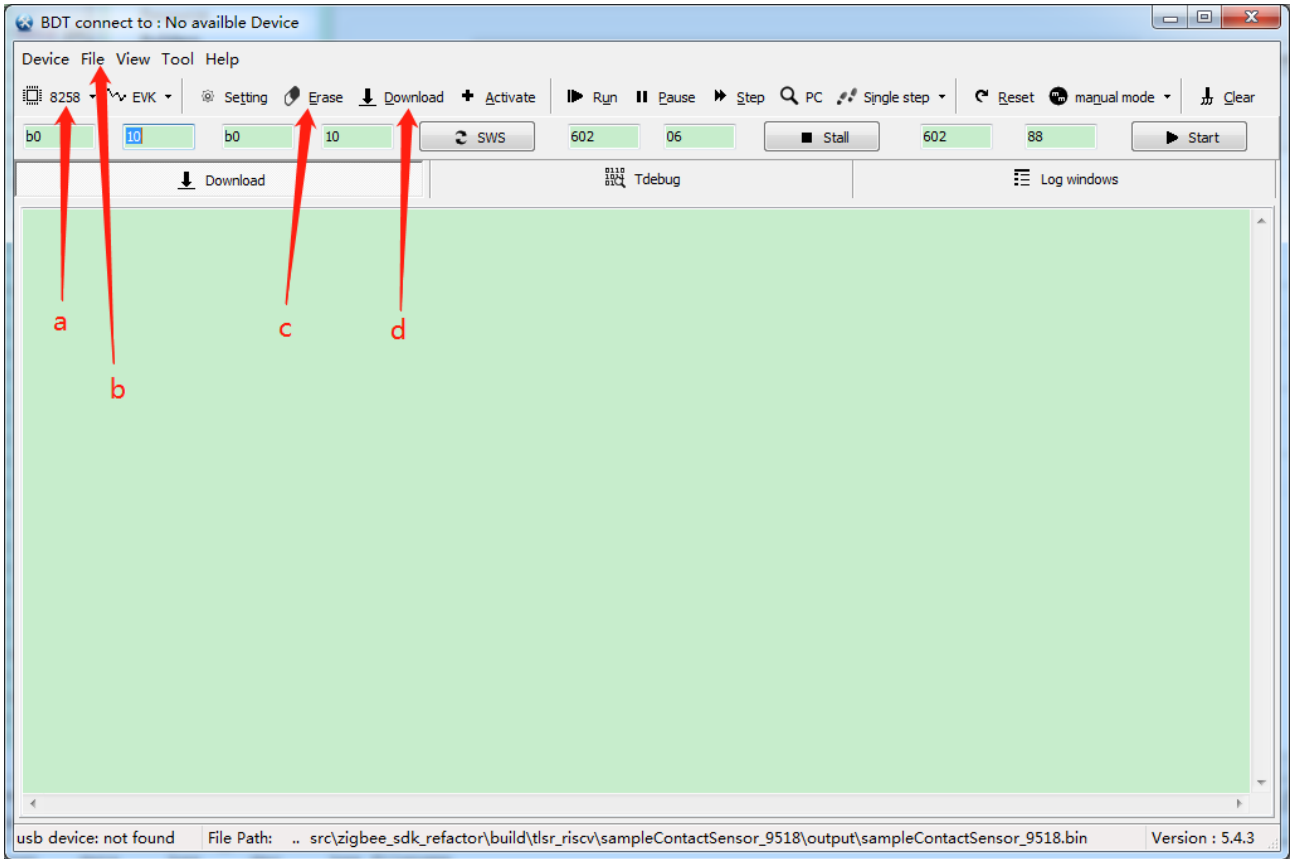 BDT connect to : No availble Device
Device File View Tool Help
8258 EVK Setting Erase Download Activate Run Pause Step PC Single step Reset manual mode Clear
b0 10 b0 10 SWS 602 06 Stall 602 88 Start
Download Tdebug Log windows
a
c
d
b
usb device: not found File Path: .. src\zigbee_sdk_refactor\build\tlsr_riscv\sampleContactSensor_9518\output\sampleContactSensor_9518.bin Version : 5.4.3